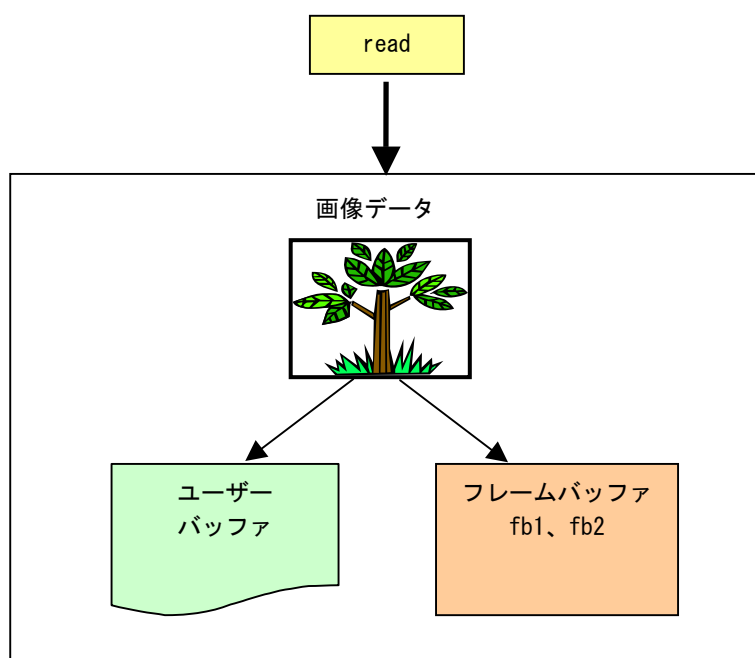 read
画像データ
ユーザー
バッファ
フレームバッファ
fb1、fb2